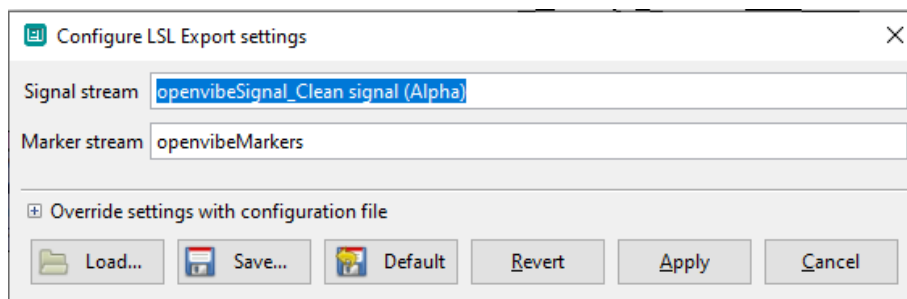 Configure LSL Export settings
Signal stream openvibeSignal_Clean signal (Alpha)
Marker stream openvibeMarkers
Override settings with configuration file
Load... Save... Default Revert Apply Cancel